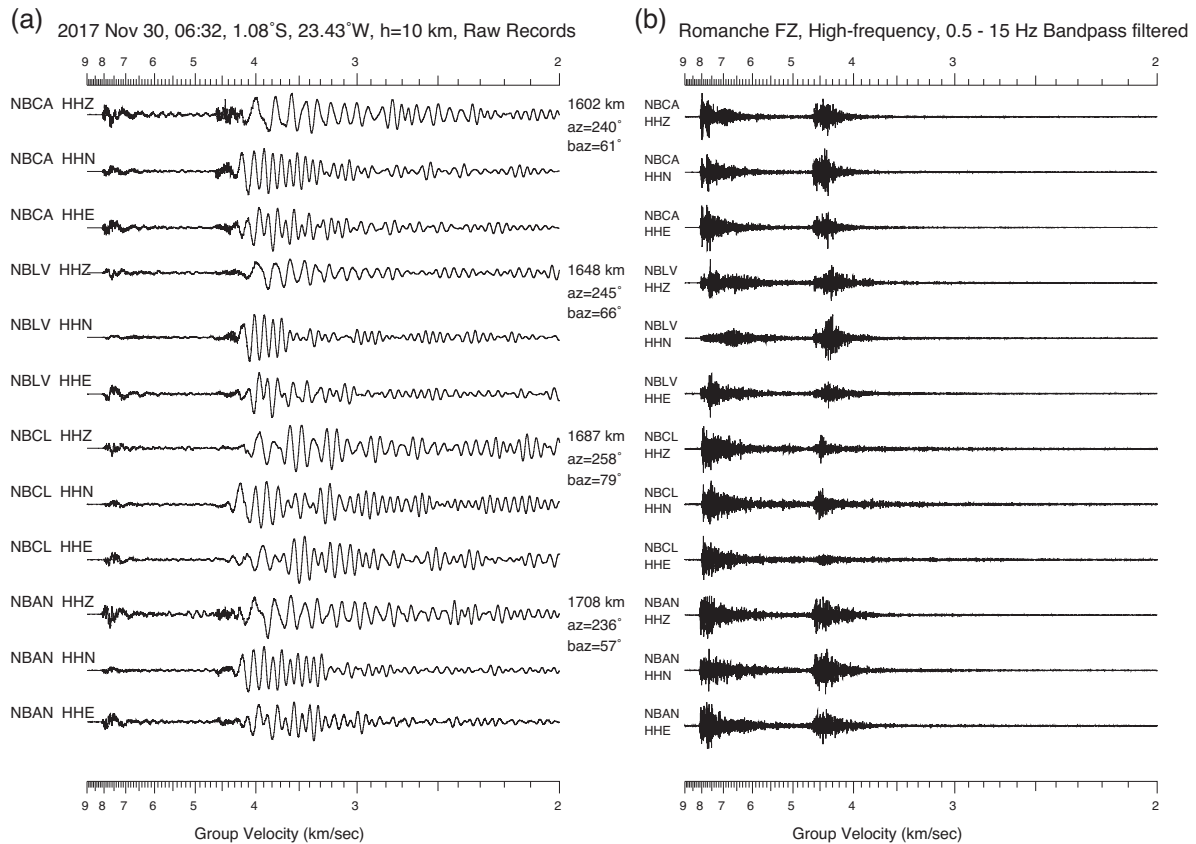 (a) 2017 Nov 30, 06:32, 1.08˚S, 23.43˚W, h=10 km, Raw Records
9 8 7 6 5 4 3 2
NBCA HHZ
1602 km
az=240˚
baz=61˚
NBCA HHN
NBCA HHE
NBLV HHZ
1648 km
az=245˚
baz=66˚
NBLV HHN
NBLV HHE
NBCL HHZ
1687 km
az=258˚
baz=79˚
NBCL HHN
NBCL HHE
NBAN HHZ
1708 km
az=236˚
baz=57˚
NBAN HHN
NBAN HHE
9 8 7 6 5 4 3 2
Group Velocity (km/sec)
(b) Romanche FZ, High-frequency, 0.5 - 15 Hz Bandpass filtered
9 8 7 6 5 4 3 2
NBCA
HHZ
NBCA
HHN
NBCA
HHE
NBLV
HHZ
NBLV
HHN
NBLV
HHE
NBCL
HHZ
NBCL
HHN
NBCL
HHE
NBAN
HHZ
NBAN
HHN
NBAN
HHE
9 8 7 6 5 4 3 2
Group Velocity (km/sec)